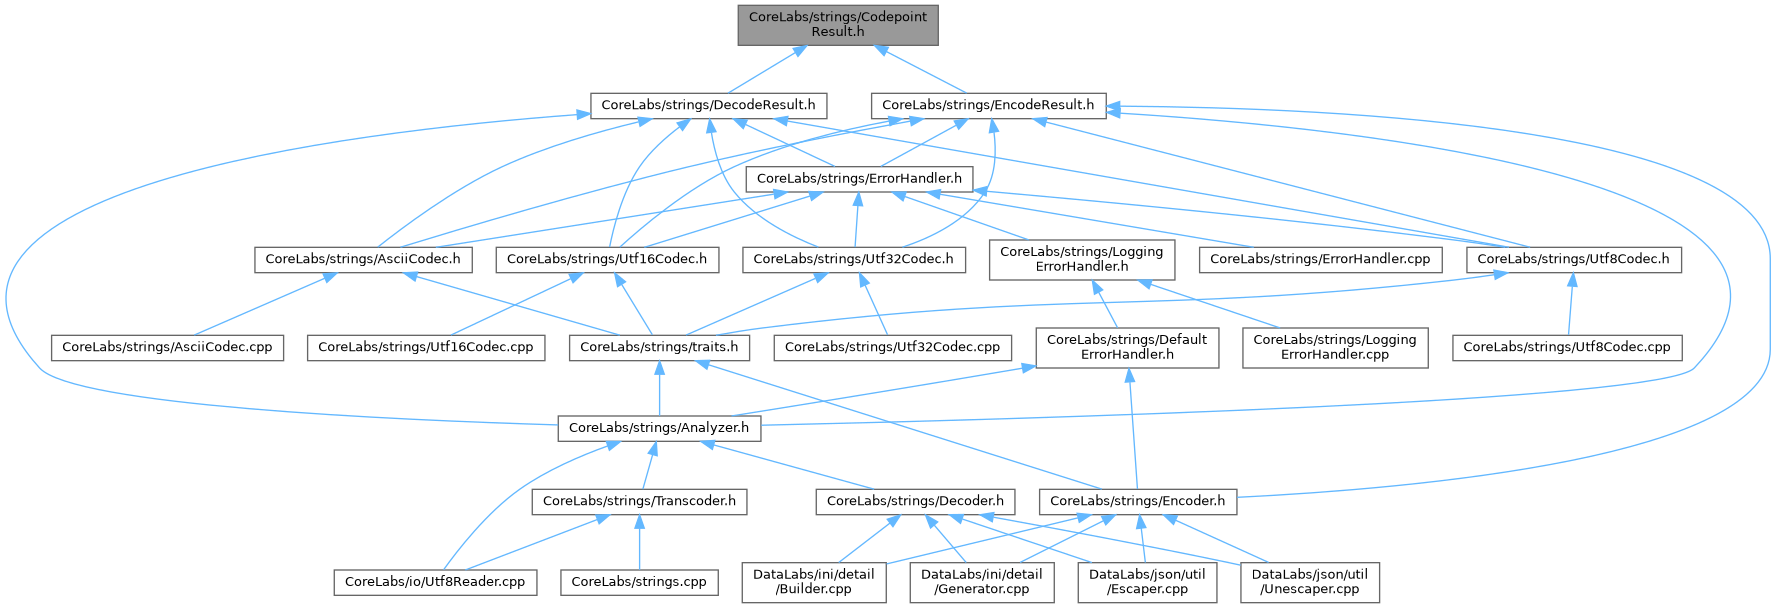 CoreLabs/strings/Codepoint
Result.h
CoreLabs/strings/DecodeResult.h
CoreLabs/strings/EncodeResult.h
CoreLabs/strings/ErrorHandler.h
CoreLabs/strings/AsciiCodec.h
CoreLabs/strings/Utf16Codec.h
CoreLabs/strings/Utf32Codec.h
CoreLabs/strings/Logging
ErrorHandler.h
CoreLabs/strings/ErrorHandler.cpp
CoreLabs/strings/Utf8Codec.h
CoreLabs/strings/AsciiCodec.cpp
CoreLabs/strings/Utf16Codec.cpp
CoreLabs/strings/traits.h
CoreLabs/strings/Utf32Codec.cpp
CoreLabs/strings/Default
ErrorHandler.h
CoreLabs/strings/Logging
ErrorHandler.cpp
CoreLabs/strings/Utf8Codec.cpp
CoreLabs/strings/Analyzer.h
CoreLabs/strings/Transcoder.h
CoreLabs/strings/Decoder.h
CoreLabs/strings/Encoder.h
CoreLabs/io/Utf8Reader.cpp
CoreLabs/strings.cpp
DataLabs/ini/detail
/Builder.cpp
DataLabs/ini/detail
/Generator.cpp
DataLabs/json/util
/Escaper.cpp
DataLabs/json/util
/Unescaper.cpp